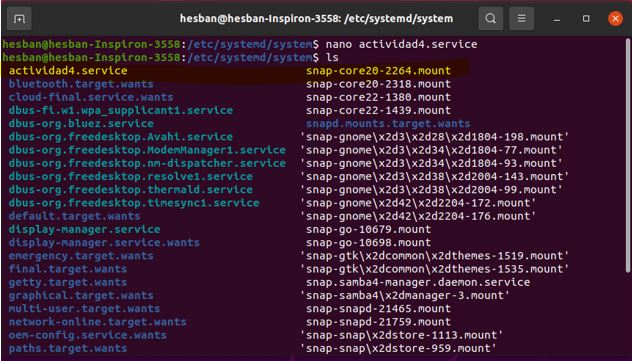 hesban@hesban-Inspiron-3558: /etc/systemd/system
hesban@hesban-Inspiron-3558:/etc/systemd/system$ nano actividad4.service
hesban@hesban-Inspiron-3558:/etc/systemd/system$ ls
actividad4.service snap-core20-2264.mount
bluetooth.target.wants snap-core20-2318.mount
cloud-final.service.wants snap-core22-1380.mount
dbus-fi.w1.wpa_supplicant1.service snap-core22-1439.mount
dbus-org.bluez.service snapd.mounts.target.wants
dbus-org.freedesktop.Avahi.service 'snap-gnome\x2d3\x2d28\x2d1804-198.mount'
dbus-org.freedesktop.ModemManager1.service 'snap-gnome\x2d3\x2d34\x2d1804-77.mount'
dbus-org.freedesktop.nm-dispatcher.service 'snap-gnome\x2d3\x2d34\x2d1804-93.mount'
dbus-org.freedesktop.resolve1.service 'snap-gnome\x2d3\x2d38\x2d2004-143.mount'
dbus-org.freedesktop.thermald.service 'snap-gnome\x2d3\x2d38\x2d2004-99.mount'
dbus-org.freedesktop.timesync1.service 'snap-gnome\x2d42\x2d2204-172.mount'
default.target.wants 'snap-gnome\x2d42\x2d2204-176.mount'
display-manager.service snap-go-10679.mount
display-manager.service.wants snap-go-10698.mount
emergency.target.wants 'snap-gtk\x2dcommon\x2dthemes-1519.mount'
final.target.wants 'snap-gtk\x2dcommon\x2dthemes-1535.mount'
getty.target.wants snap.samba4-manager.daemon.service
graphical.target.wants 'snap-samba4\x2dmanager-3.mount'
multi-user.target.wants snap-snapd-21465.mount
network-online.target.wants snap-snapd-21759.mount
oem-config.service.wants 'snap-snap\x2dstore-1113.mount'
paths.target.wants 'snap-snap\x2dstore-959.mount'